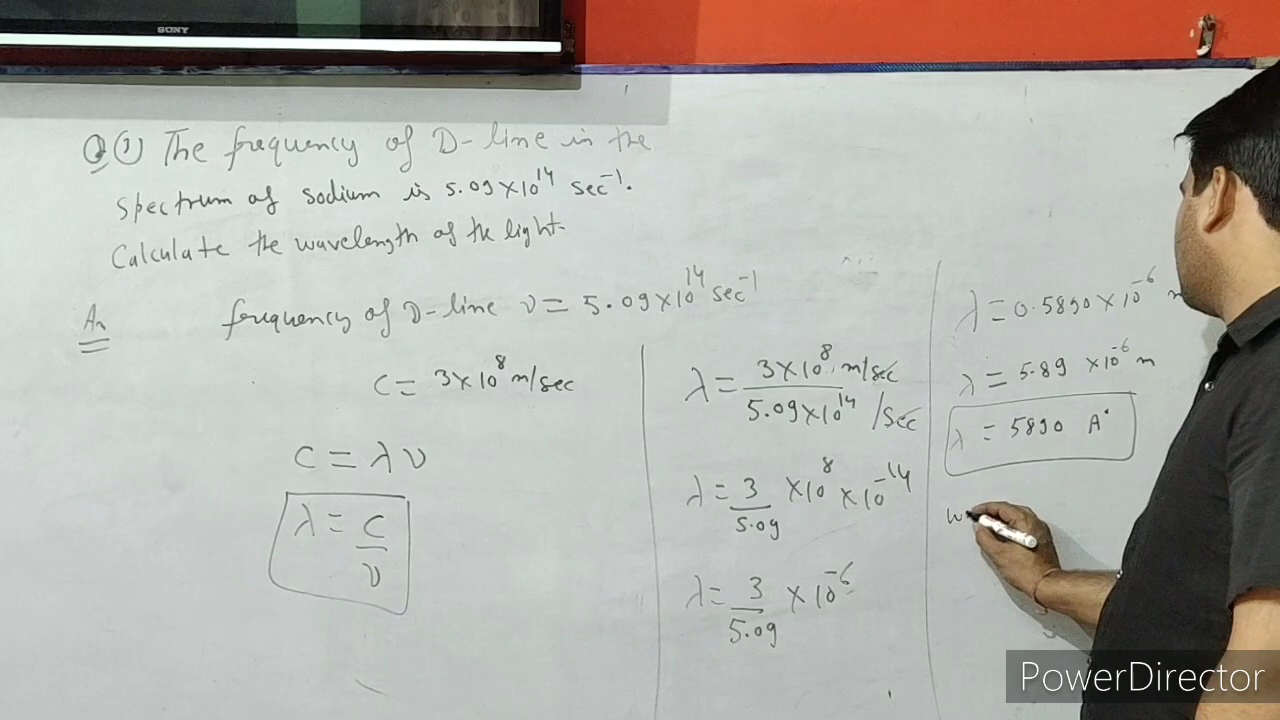 SONY
Q① The frequency of D-line in the
spectrum of sodium is 5.09×10¹⁴ sec⁻¹.
Calculate the wavelength of the light.
An frequency of D-line ν = 5.09×10¹⁴ sec⁻¹
c = 3×10⁸ m/sec
c = λν
λ = c/ν
λ = 3×10⁸ m/sec / 5.09×10¹⁴ /sec
λ = 3/5.09 ×10⁸ ×10⁻¹⁴
λ = 3/5.09 ×10⁻⁶
λ = 0.5890×10⁻⁶ m
λ = 5.89 ×10⁻⁶ m
λ = 5890 A°
PowerDirector